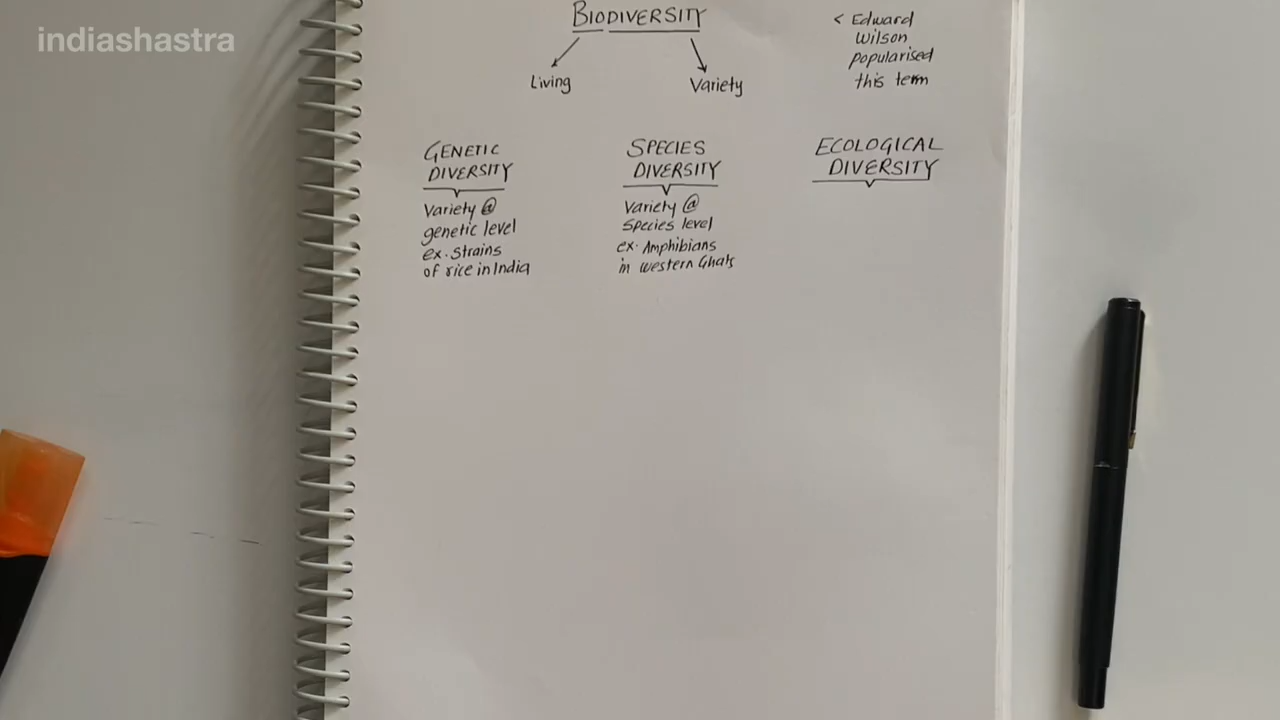 indiashastra
BIODIVERSITY
Living
Variety
< Edward
Wilson
popularised
this term
GENETIC
DIVERSITY
Variety @
genetic level
ex. Strains
of rice in India
SPECIES
DIVERSITY
Variety @
Species level
ex. Amphibians
in western Ghats
ECOLOGICAL
DIVERSITY